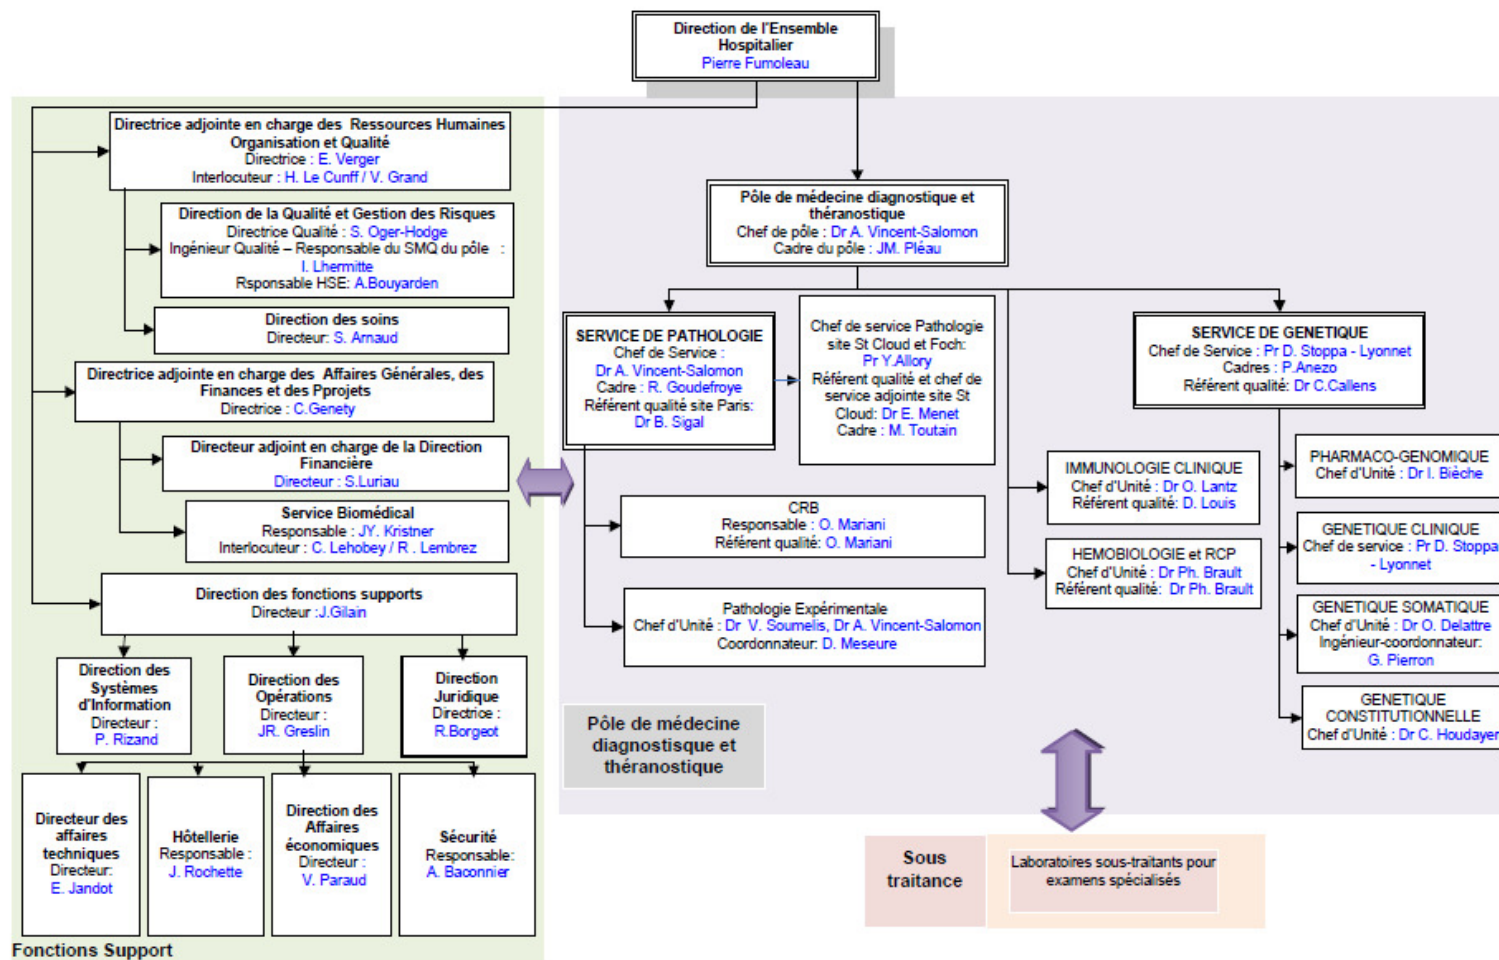 Direction de l'Ensemble
Hospitalier
Pierre Fumoleau
Directrice adjointe en charge des Ressources Humaines
Organisation et Qualité
Directrice : E. Verger
Interlocuteur : H. Le Cunff / V. Grand
Direction de la Qualité et Gestion des Risques
Directrice Qualité : S. Oger-Hodge
Ingénieur Qualité – Responsable du SMQ du pôle :
I. Lhermitte
Rsponsable HSE: A.Bouyarden
Direction des soins
Directeur: S. Arnaud
Directrice adjointe en charge des Affaires Générales, des
Finances et des Pprojets
Directrice : C.Genety
Directeur adjoint en charge de la Direction
Financière
Directeur : S.Luriau
Service Biomédical
Responsable : JY. Kristner
Interlocuteur : C. Lehobey / R . Lembrez
Direction des fonctions supports
Directeur :J.Gilain
Direction des
Systèmes
d'Information
Directeur :
P. Rizand
Direction des
Opérations
Directeur :
JR. Greslin
Direction
Juridique
Directrice :
R.Borgeot
Directeur des
affaires
techniques
Directeur:
E. Jandot
Hôtellerie
Responsable :
J. Rochette
Direction des
Affaires
économiques
Directeur :
V. Paraud
Sécurité
Responsable:
A. Baconnier
Fonctions Support
Pôle de médecine diagnostique et
théranostique
Chef de pôle : Dr A. Vincent-Salomon
Cadre du pôle : JM. Pléau
SERVICE DE PATHOLOGIE
Chef de Service :
Dr A. Vincent-Salomon
Cadre : R. Goudefroye
Référent qualité site Paris:
Dr B. Sigal
Chef de service Pathologie
site St Cloud et Foch:
Pr Y.Allory
Référent qualité et chef de
service adjointe site St
Cloud: Dr E. Menet
Cadre : M. Toutain
SERVICE DE GENETIQUE
Chef de Service : Pr D. Stoppa - Lyonnet
Cadres : P.Anezo
Référent qualité: Dr C.Callens
CRB
Responsable : O. Mariani
Référent qualité: O. Mariani
Pathologie Expérimentale
Chef d'Unité : Dr V. Soumelis, Dr A. Vincent-Salomon
Coordonnateur: D. Meseure
IMMUNOLOGIE CLINIQUE
Chef d'Unité : Dr O. Lantz
Référent qualité: D. Louis
HEMOBIOLOGIE et RCP
Chef d'Unité : Dr Ph. Brault
Référent qualité: Dr Ph. Brault
PHARMACO-GENOMIQUE
Chef d'Unité : Dr I. Bièche
GENETIQUE CLINIQUE
Chef de service : Pr D. Stoppa
- Lyonnet
GENETIQUE SOMATIQUE
Chef d'Unité : Dr O. Delattre
Ingénieur-coordonnateur:
G. Pierron
GENETIQUE
CONSTITUTIONNELLE
Chef d'Unité : Dr C. Houdayer
Pôle de médecine
diagnostisque et
théranostique
Sous
traitance
Laboratoires sous-traitants pour
examens spécialisés